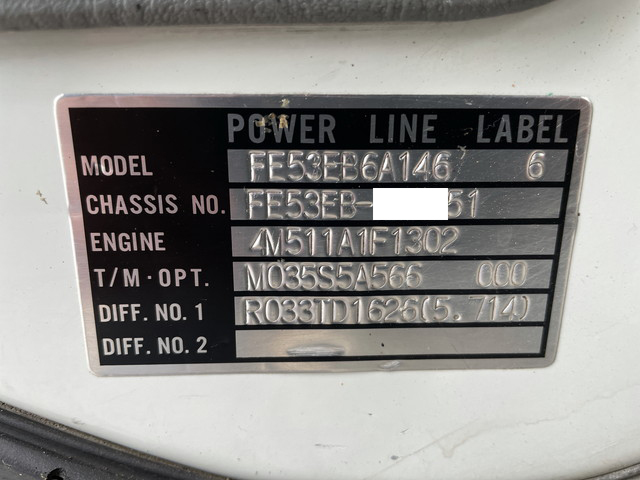 POWER LINE LABEL
MODEL FE53EB6A146 6
CHASSIS NO. FE53EB- 51
ENGINE 4M511A1F1302
T/M·OPT. M035S5A566 000
DIFF. NO. 1 R033TD1626(5.714)
DIFF. NO. 2